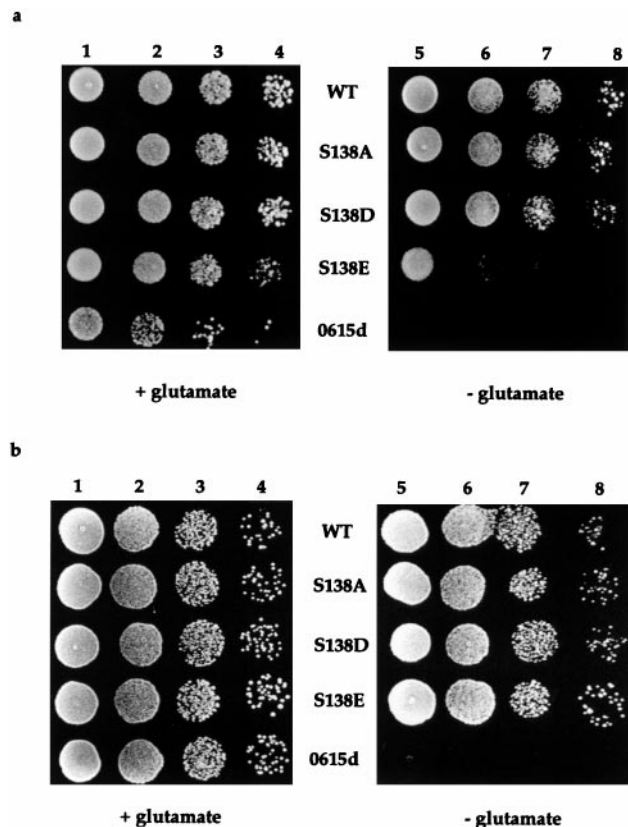 a
1 2 3 4 5 6 7 8
WT
S138A
S138D
S138E
0615d
+ glutamate - glutamate
b
1 2 3 4 5 6 7 8
WT
S138A
S138D
S138E
0615d
+ glutamate - glutamate